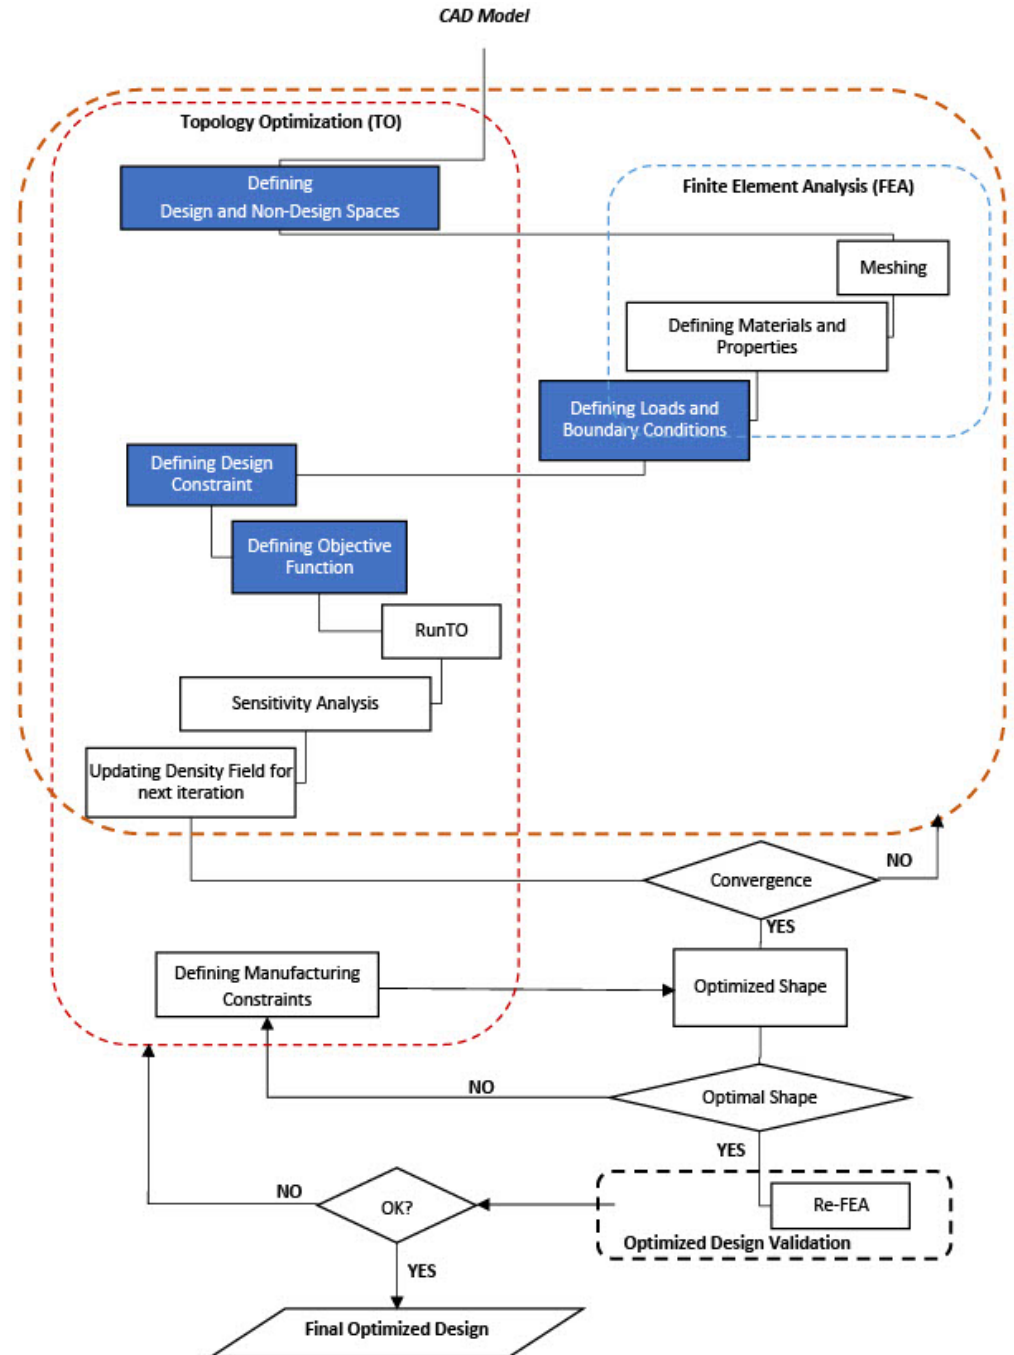 CAD Model
Topology Optimization (TO)
Defining
Design and Non-Design Spaces
Finite Element Analysis (FEA)
Meshing
Defining Materials and
Properties
Defining Loads and
Boundary Conditions
Defining Design
Constraint
Defining Objective
Function
RunTO
Sensitivity Analysis
Updating Density Field for
next iteration
Convergence
NO
YES
Defining Manufacturing
Constraints
Optimized Shape
NO
Optimal Shape
YES
Re-FEA
Optimized Design Validation
NO
OK?
YES
Final Optimized Design